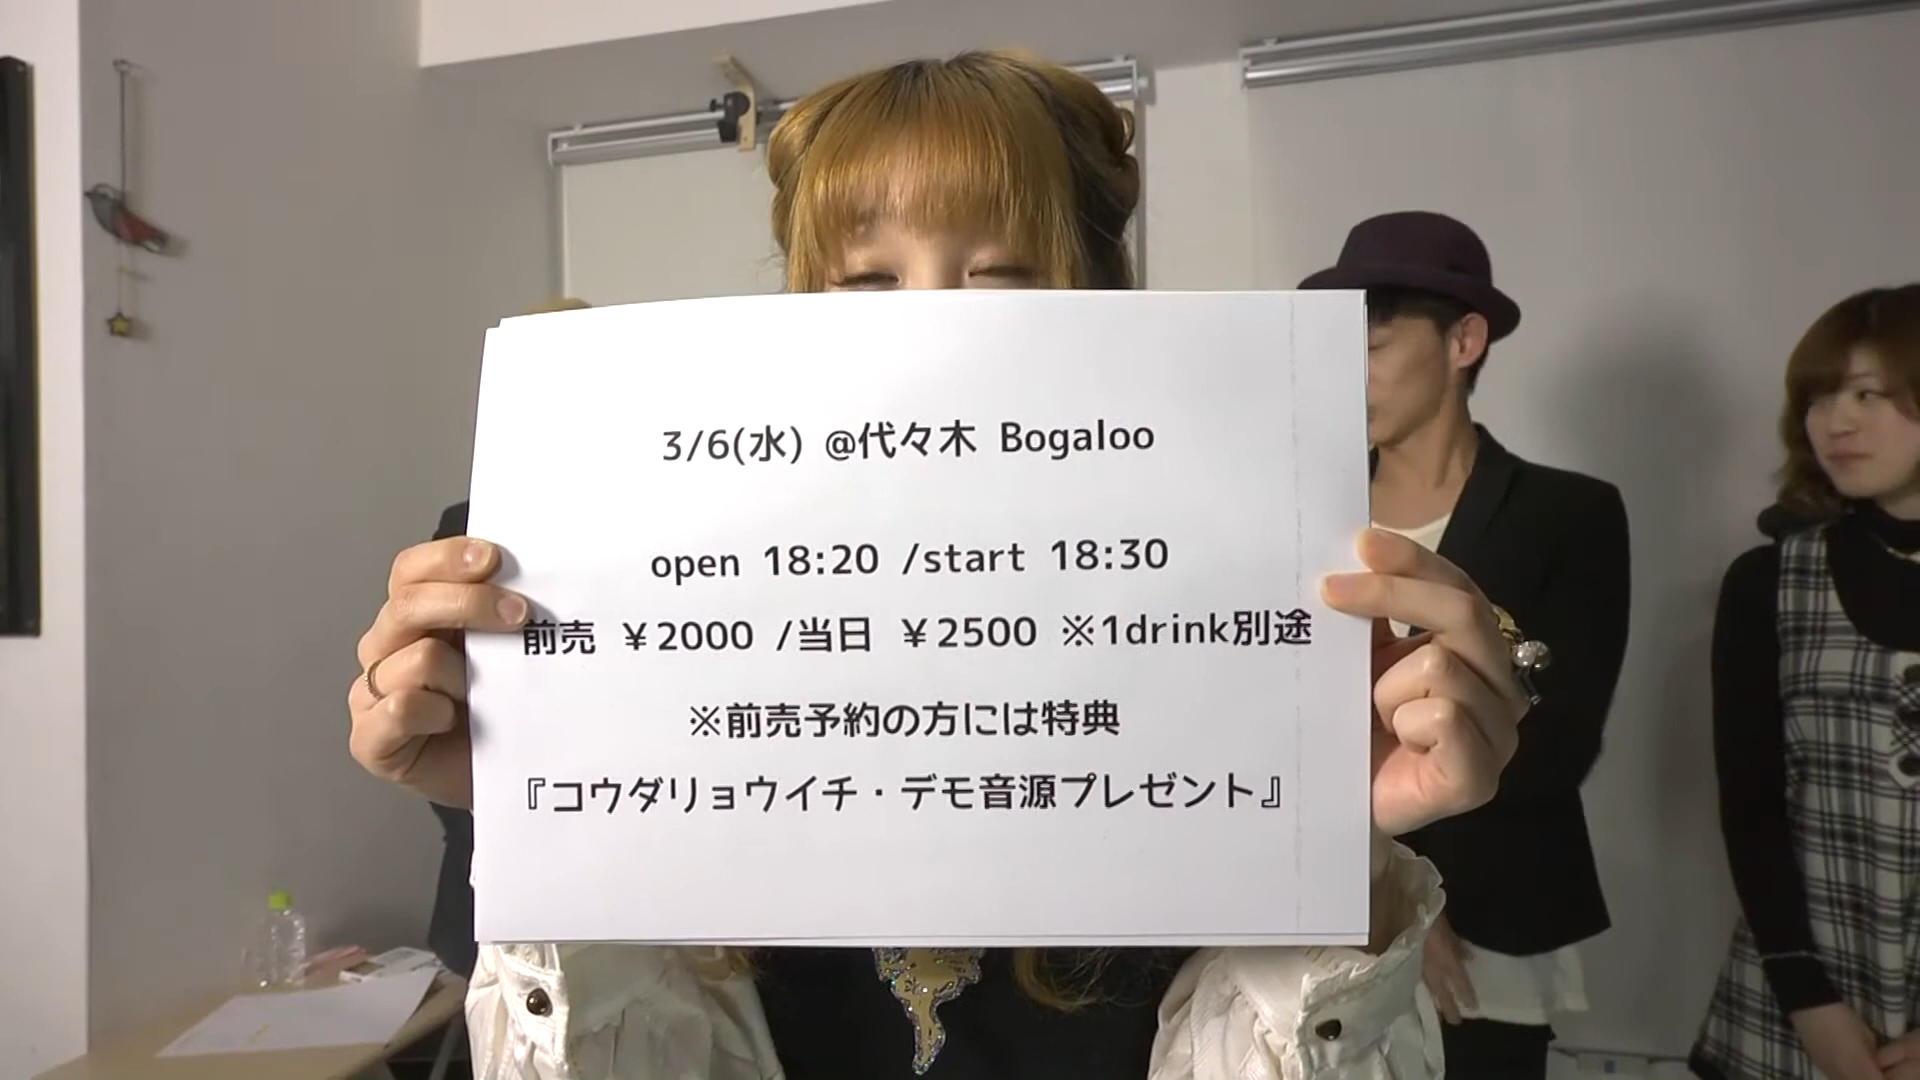 3/6(水) @代々木 Bogaloo
open 18:20 /start 18:30
前売 ￥2000 /当日 ￥2500 ※1drink別途
※前売予約の方には特典
『コウダリョウイチ・デモ音源プレゼント』